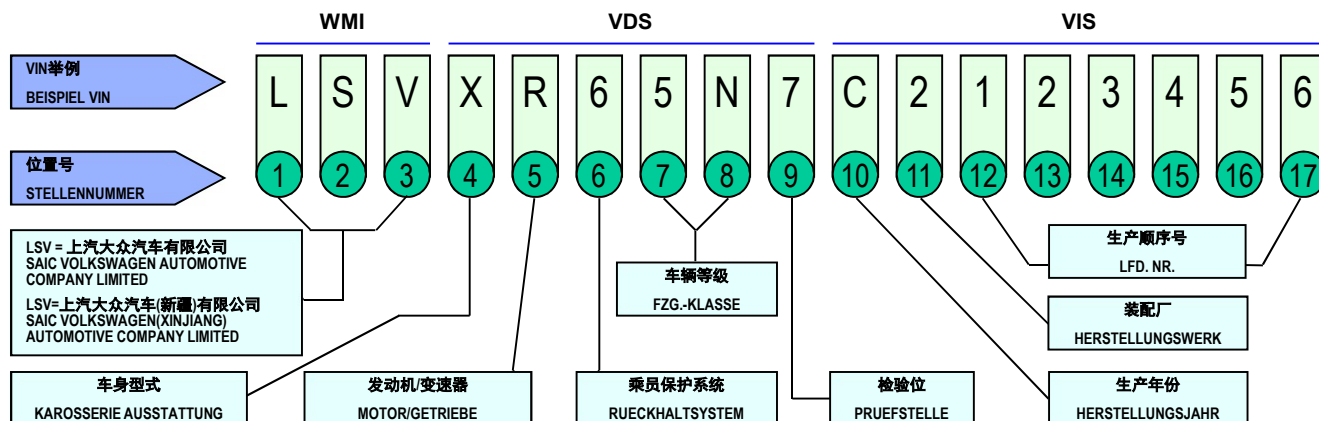 WMI VDS VIS
VIN举例
BEISPIEL VIN
L S V X R 6 5 N 7 C 2 1 2 3 4 5 6
位置号
STELLENNUMMER
1 2 3 4 5 6 7 8 9 10 11 12 13 14 15 16 17
LSV = 上汽大众汽车有限公司
SAIC VOLKSWAGEN AUTOMOTIVE
COMPANY LIMITED
LSV=上汽大众汽车(新疆)有限公司
SAIC VOLKSWAGEN(XINJIANG)
AUTOMOTIVE COMPANY LIMITED
车辆等级
FZG.-KLASSE
生产顺序号
LFD. NR.
装配厂
HERSTELLUNGSWERK
车身型式
KAROSSERIE AUSSTATTUNG
发动机/变速器
MOTOR/GETRIEBE
乘员保护系统
RUECKHALTSYSTEM
检验位
PRUEFSTELLE
生产年份
HERSTELLUNGSJAHR